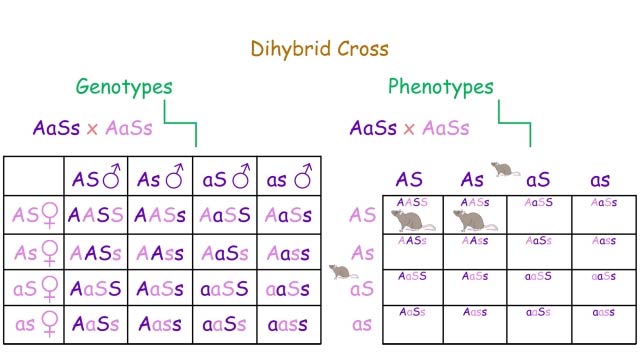 Dihybrid Cross
Genotypes
AaSs x AaSs
AS♂ As♂ aS♂ as♂
AS♀ AASS AASs AaSS AaSs
As♀ AASs AAss AaSs Aass
aS♀ AaSS AaSs aaSS aaSs
as♀ AaSs Aass aaSs aass
Phenotypes
AaSs x AaSs
AS As aS as
AS AASS AASs AaSS AaSs
As AASs AAss AaSs Aass
aS AaSS AaSs aaSS aaSs
as AaSs Aass aaSs aass